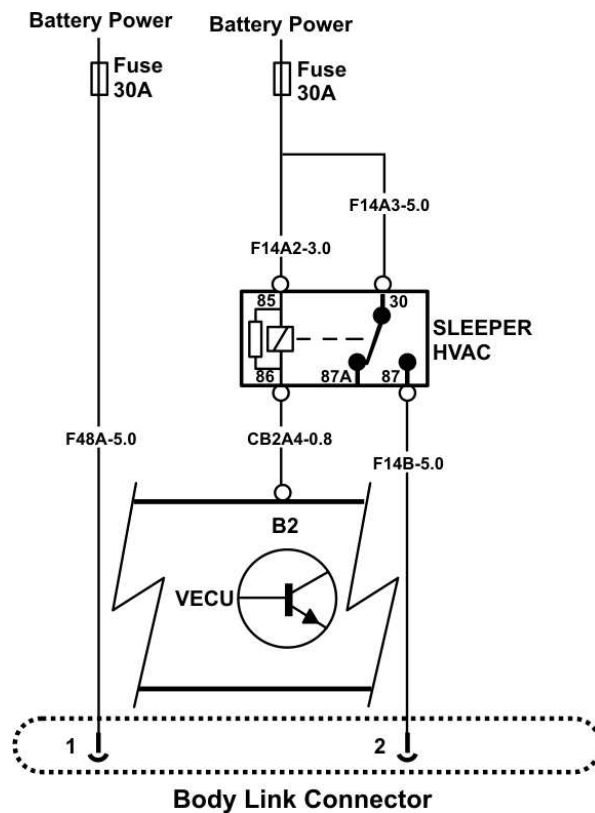 Battery Power
Battery Power
Fuse
30A
Fuse
30A
F14A3-5.0
F14A2-3.0
85
30
SLEEPER
HVAC
86
87A
87
F48A-5.0
CB2A4-0.8
F14B-5.0
B2
VECU
1
2
Body Link Connector